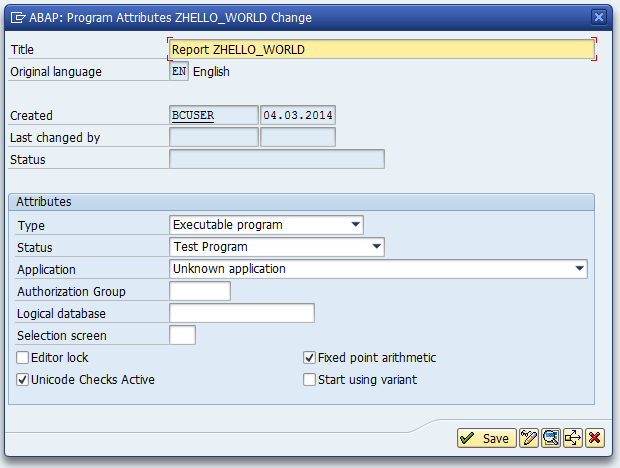 ABAP: Program Attributes ZHELLO_WORLD Change
Title Report ZHELLO_WORLD
Original language EN English
Created BCUSER 04.03.2014
Last changed by
Status
Attributes
Type Executable program
Status Test Program
Application Unknown application
Authorization Group
Logical database
Selection screen
Editor lock Fixed point arithmetic
Unicode Checks Active Start using variant
Save